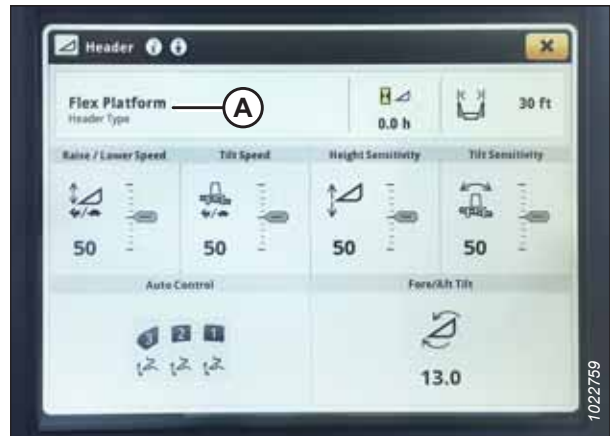 Header
Flex Platform
Header Type
A
0.0 h
30 ft
Raise / Lower Speed
Tilt Speed
Height Sensitivity
Tilt Sensitivity
50
50
50
50
Auto Control
Fore/Aft Tilt
3 2 1
13.0
1022759